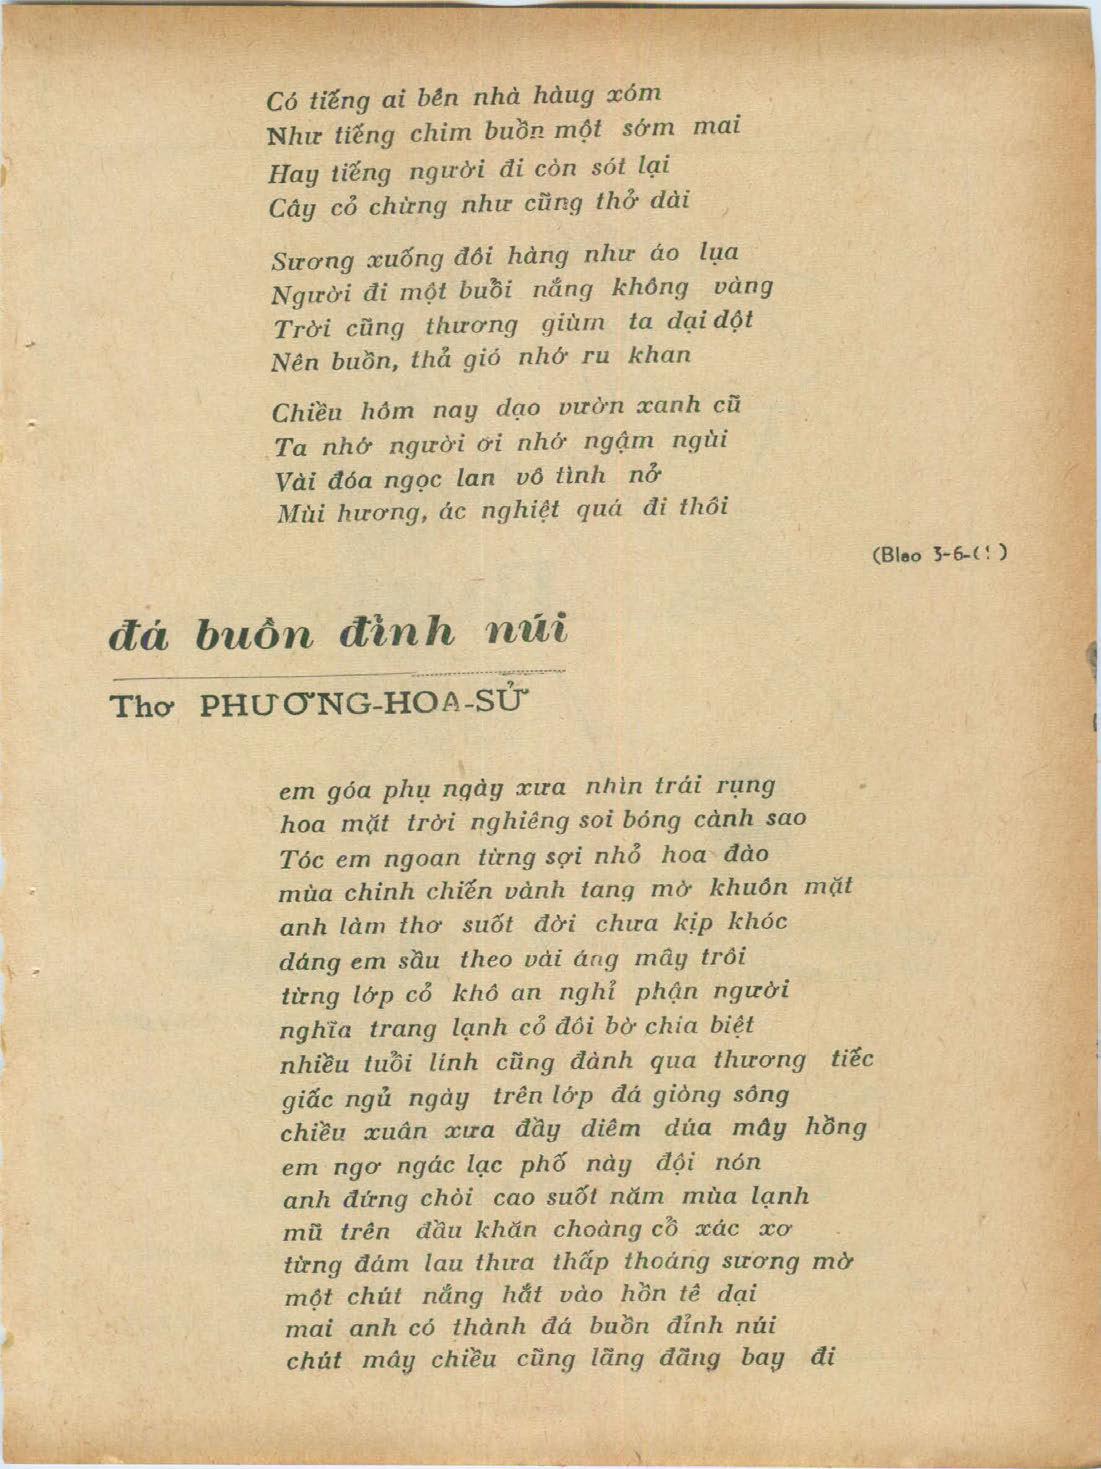 Có tiếng ai bên nhà hàug xóm
Như tiếng chim buồn một sớm mai
Hay tiếng người đi còn sót lại
Cây cỏ chừng như cũng thở dài
Sương xuống đôi hàng như áo lụa
Người đi một buổi nắng không vàng
Trời cũng thương giùm ta dại dột
Nên buồn, thả gió nhớ ru khan
Chiều hôm nay dạo vườn xanh cũ
Ta nhớ người ơi nhớ ngậm ngùi
Vài đóa ngọc lan vô tình nở
Mùi hương, ác nghiệt quá đi thôi
(Blao 3-6-
đá buồn đỉnh núi
Thơ PHƯƠNG-HOA-SỬ
em góa phụ ngày xưa nhìn trái rụng
hoa mặt trời nghiêng soi bóng cành sao
Tóc em ngoan từng sợi nhỏ hoa đào
mùa chinh chiến vành tang mờ khuôn mặt
anh làm thơ suốt đời chưa kịp khóc
dáng em sầu theo vài áng mây trôi
từng lớp cỏ khô an nghỉ phận người
nghĩa trang lạnh cỏ đôi bờ chia biệt
nhiều tuổi lính cũng đành qua thương tiếc
giấc ngủ ngày trên lớp đá giòng sông
chiều xuân xưa đầy diêm dúa mây hồng
em ngơ ngác lạc phố này đội nón
anh đứng chòi cao suốt năm mùa lạnh
mũ trên đầu khăn choàng cổ xác xơ
từng đám lau thưa thấp thoáng sương mờ
một chút nắng hắt vào hồn tê dại
mai anh có thành đá buồn đỉnh núi
chút mây chiều cũng lãng đãng bay đi